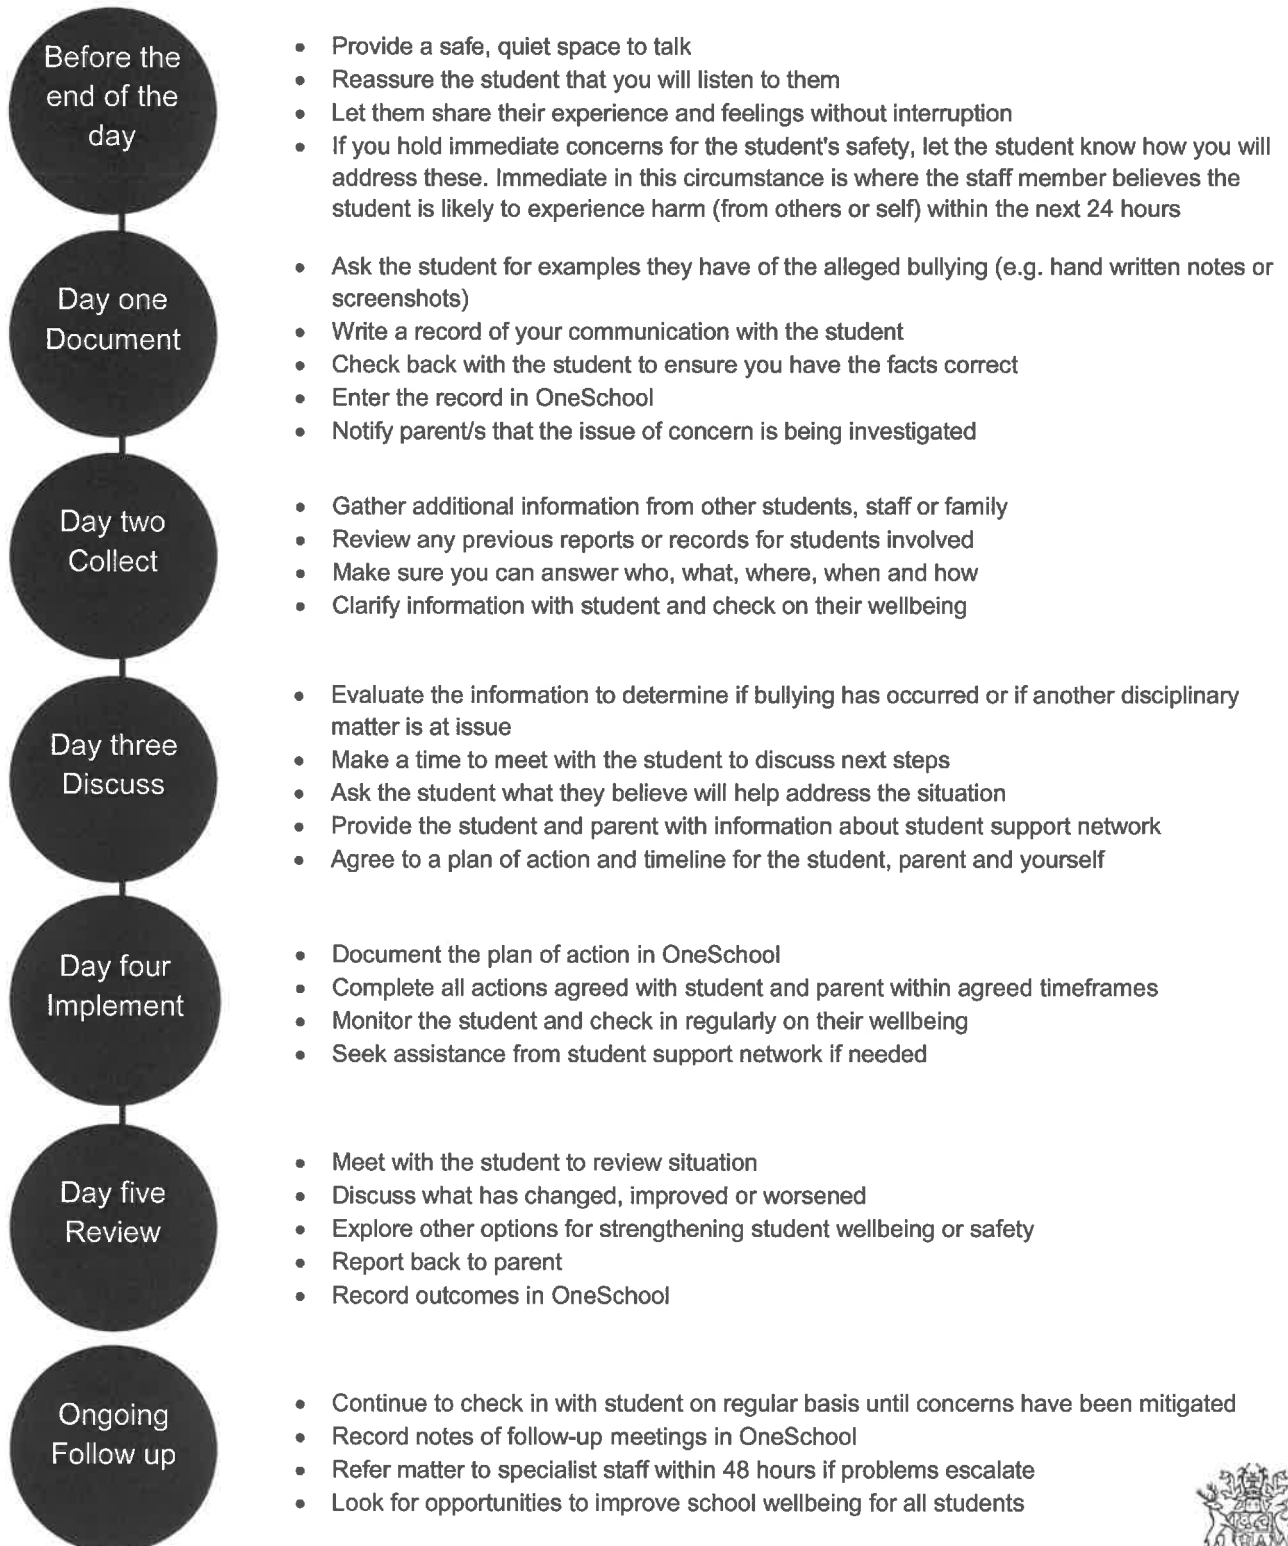 Before the
end of the
day
• Provide a safe, quiet space to talk
• Reassure the student that you will listen to them
• Let them share their experience and feelings without interruption
• If you hold immediate concerns for the student's safety, let the student know how you will
address these. Immediate in this circumstance is where the staff member believes the
student is likely to experience harm (from others or self) within the next 24 hours
Day one
Document
• Ask the student for examples they have of the alleged bullying (e.g. hand written notes or
screenshots)
• Write a record of your communication with the student
• Check back with the student to ensure you have the facts correct
• Enter the record in OneSchool
• Notify parent/s that the issue of concern is being investigated
Day two
Collect
• Gather additional information from other students, staff or family
• Review any previous reports or records for students involved
• Make sure you can answer who, what, where, when and how
• Clarify information with student and check on their wellbeing
Day three
Discuss
• Evaluate the information to determine if bullying has occurred or if another disciplinary
matter is at issue
• Make a time to meet with the student to discuss next steps
• Ask the student what they believe will help address the situation
• Provide the student and parent with information about student support network
• Agree to a plan of action and timeline for the student, parent and yourself
Day four
Implement
• Document the plan of action in OneSchool
• Complete all actions agreed with student and parent within agreed timeframes
• Monitor the student and check in regularly on their wellbeing
• Seek assistance from student support network if needed
Day five
Review
• Meet with the student to review situation
• Discuss what has changed, improved or worsened
• Explore other options for strengthening student wellbeing or safety
• Report back to parent
• Record outcomes in OneSchool
Ongoing
Follow up
• Continue to check in with student on regular basis until concerns have been mitigated
• Record notes of follow-up meetings in OneSchool
• Refer matter to specialist staff within 48 hours if problems escalate
• Look for opportunities to improve school wellbeing for all students